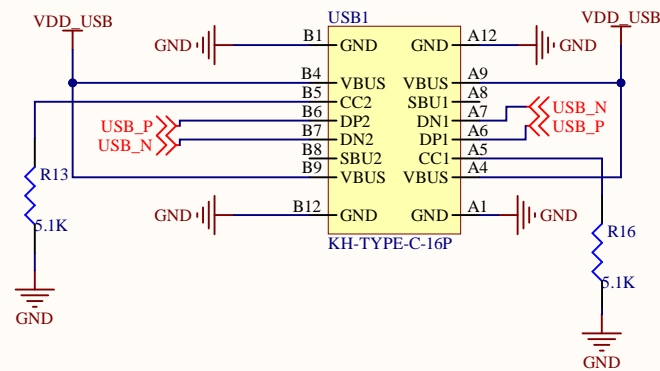 VDD_USB USB1 VDD_USB
GND B1 GND GND A12 GND
B4 VBUS VBUS A9
B5 CC2 SBU1 A8
USB_P B6 DP2 DN1 A7 USB_N
USB_N B7 DN2 DP1 A6 USB_P
B8 SBU2 CC1 A5
R13 B9 VBUS VBUS A4
5.1K GND B12 GND GND A1 GND
KH-TYPE-C-16P R16
5.1K
GND
GND